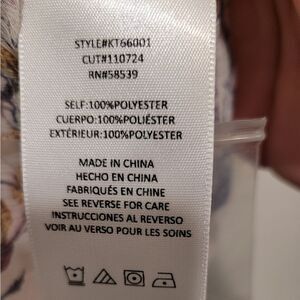 STYLE#KT66001
CUT#110724
RN#58539
SELF:100%POLYESTER
CUERPO:100%POLIÉSTER
EXTÉRIEUR:100%POLYESTER
MADE IN CHINA
HECHO EN CHINA
FABRIQUÉS EN CHINE
SEE REVERSE FOR CARE
INSTRUCCIONES AL REVERSO
VOIR AU VERSO POUR LES SOINS